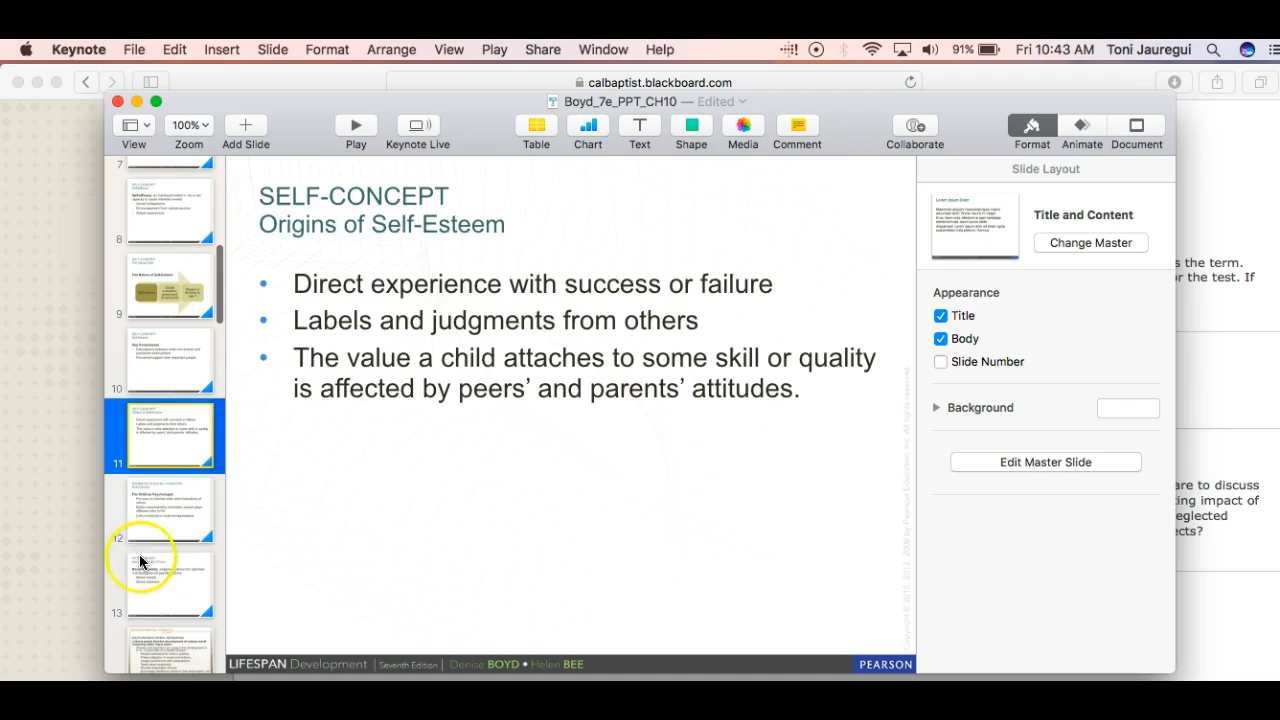 Keynote File Edit Insert Slide Format Arrange View Play Share Window Help 91% Fri 10:43 AM Toni Jauregui
calbaptist.blackboard.com
Boyd_7e_PPT_CH10 — Edited
100%
View Zoom Add Slide Play Keynote Live Table Chart Text Shape Media Comment Collaborate Format Animate Document
7
8
9
10
11
12
13
SELF-CONCEPT
Origins of Self-Esteem
• Direct experience with success or failure
• Labels and judgments from others
• The value a child attaches to some skill or quality
is affected by peers’ and parents’ attitudes.
LIFESPAN Development | Seventh Edition | Denise BOYD • Helen BEE
PEARSON
Slide Layout
Title and Content
Change Master
Appearance
Title
Body
Slide Number
Background
Edit Master Slide
s the term.
or the test. If
are to discuss
ing impact of
eglected
ects?